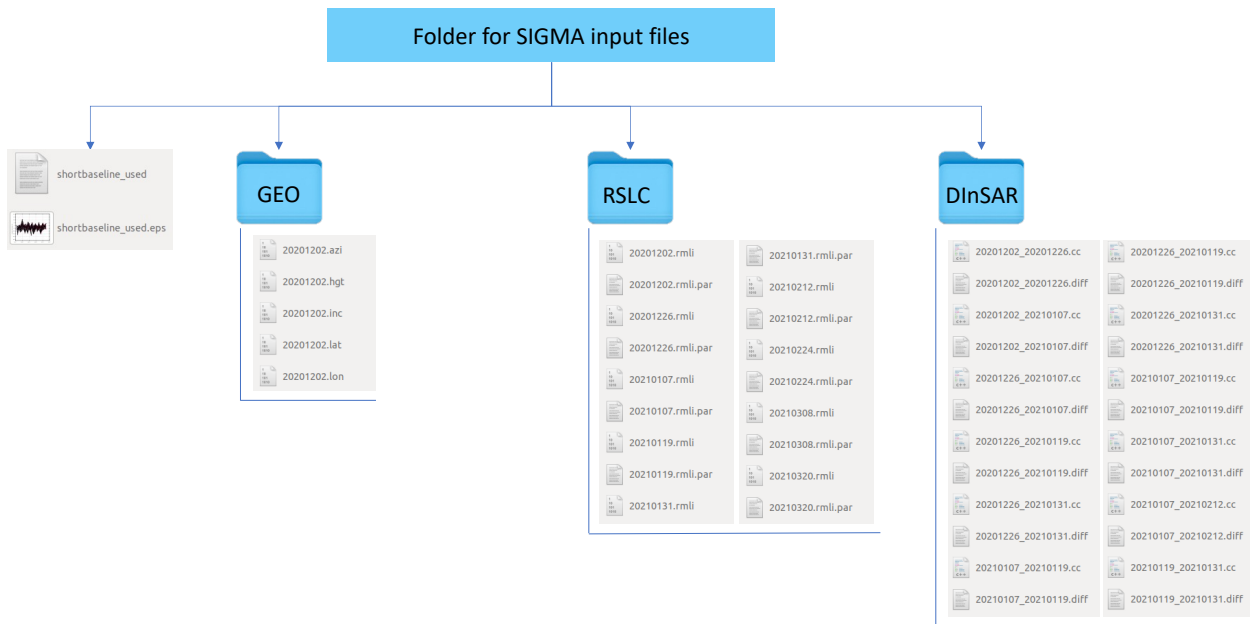 Folder for SIGMA input files
shortbaseline_used
shortbaseline_used.eps
GEO
20201202.azi
20201202.hgt
20201202.inc
20201202.lat
20201202.lon
RSLC
20201202.rmli
20201202.rmli.par
20201226.rmli
20201226.rmli.par
20210107.rmli
20210107.rmli.par
20210119.rmli
20210119.rmli.par
20210131.rmli
20210131.rmli.par
20210212.rmli
20210212.rmli.par
20210224.rmli
20210224.rmli.par
20210308.rmli
20210308.rmli.par
20210320.rmli
20210320.rmli.par
DInSAR
20201202_20201226.cc
20201202_20201226.diff
20201202_20210107.cc
20201202_20210107.diff
20201226_20210107.cc
20201226_20210107.diff
20201226_20210119.cc
20201226_20210119.diff
20201226_20210131.cc
20201226_20210131.diff
20210107_20210119.cc
20210107_20210119.diff
20201226_20210119.cc
20201226_20210119.diff
20201226_20210131.cc
20201226_20210131.diff
20210107_20210119.cc
20210107_20210119.diff
20210107_20210131.cc
20210107_20210131.diff
20210107_20210212.cc
20210107_20210212.diff
20210119_20210131.cc
20210119_20210131.diff